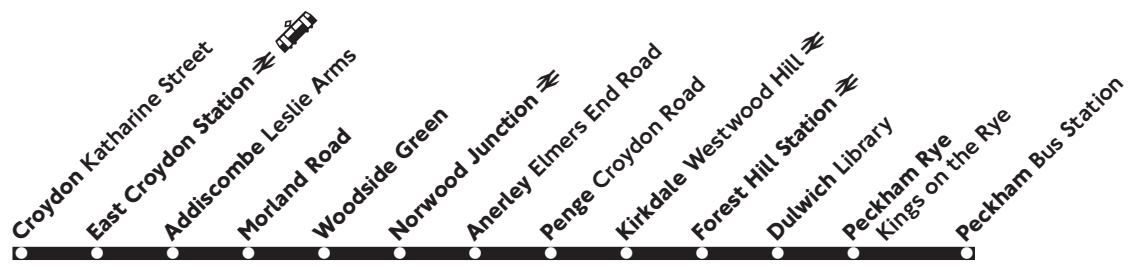 Croydon Katharine Street
East Croydon Station
Addiscombe Leslie Arms
Morland Road
Woodside Green
Norwood Junction
Anerley Elmers End Road
Penge Croydon Road
Kirkdale Westwood Hill
Forest Hill Station
Dulwich Library
Peckham Rye
Kings on the Rye
Peckham Bus Station